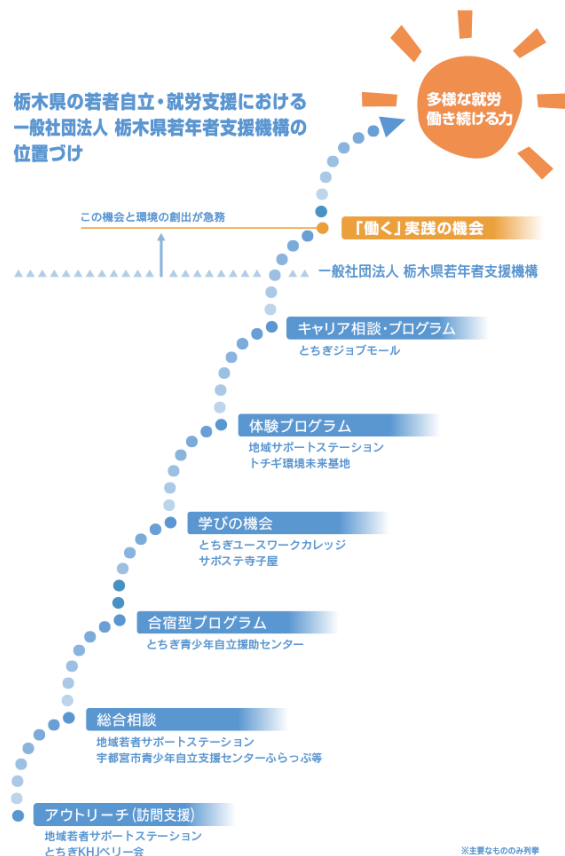 栃木県の若者自立・就労支援における
一般社団法人 栃木県若年者支援機構の
位置づけ
多様な就労
働き続ける力
この機会と環境の創出が急務
「働く」実践の機会
一般社団法人 栃木県若年者支援機構
キャリア相談・プログラム
とちぎジョブモール
体験プログラム
地域サポートステーション
トチギ環境未来基地
学びの機会
とちぎユースワークカレッジ
サポステ寺子屋
合宿型プログラム
とちぎ青少年自立援助センター
総合相談
地域若者サポートステーション
宇都宮市青少年自立支援センターふらっぷ等
アウトリーチ（訪問支援）
地域若者サポートステーション
とちぎKHJベリー会
※主要なもののみ列挙